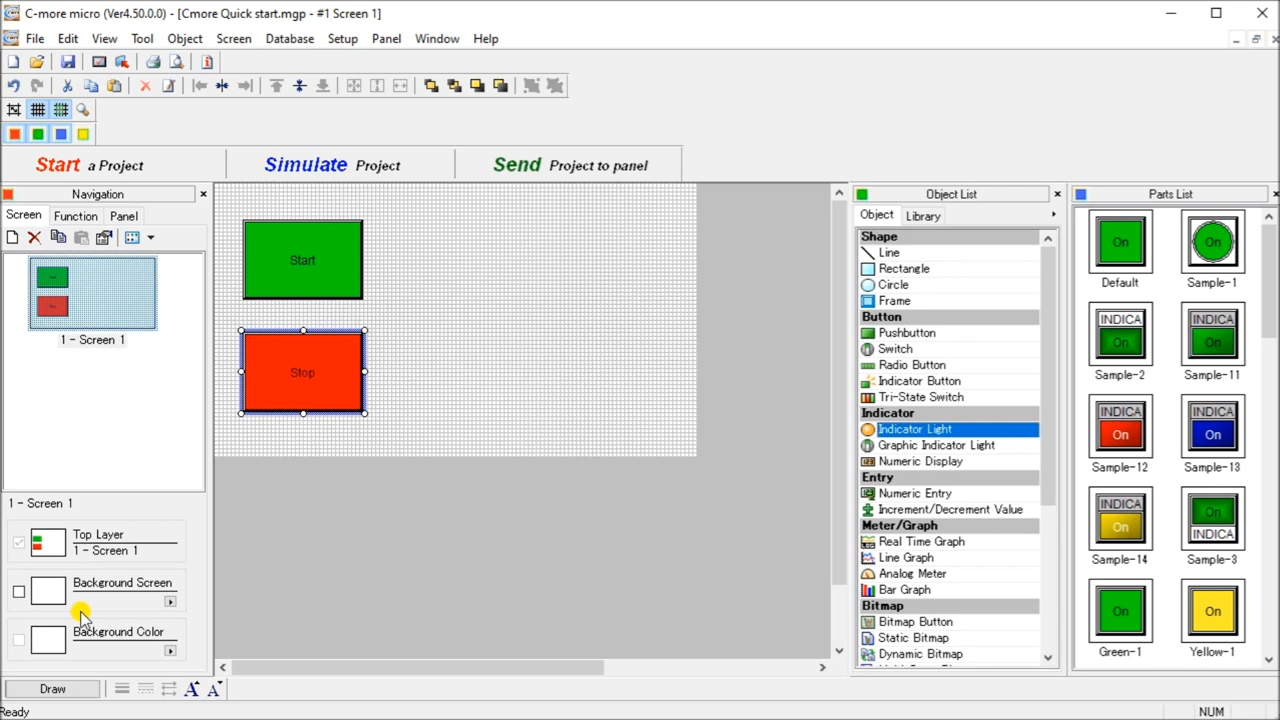 C-more micro (Ver4.50.0.0) - [Cmore Quick start.mgp - #1 Screen 1]
File Edit View Tool Object Screen Database Setup Panel Window Help
Start a Project
Simulate Project
Send Project to panel
Navigation
Screen Function Panel
1 - Screen 1
1 - Screen 1
Top Layer
1 - Screen 1
Background Screen
Background Color
Start
Stop
Object List
Object Library
Shape
Line
Rectangle
Circle
Frame
Button
Pushbutton
Switch
Radio Button
Indicator Button
Tri-State Switch
Indicator
Indicator Light
Graphic Indicator Light
Numeric Display
Entry
Numeric Entry
Increment/Decrement Value
Meter/Graph
Real Time Graph
Line Graph
Analog Meter
Bar Graph
Bitmap
Bitmap Button
Static Bitmap
Dynamic Bitmap
Parts List
On
Default
On
Sample-1
INDICA
On
Sample-2
INDICA
On
Sample-11
INDICA
On
Sample-12
INDICA
On
Sample-13
INDICA
On
Sample-14
On
INDICA
Sample-3
On
Green-1
On
Yellow-1
Draw
A A
Ready
NUM